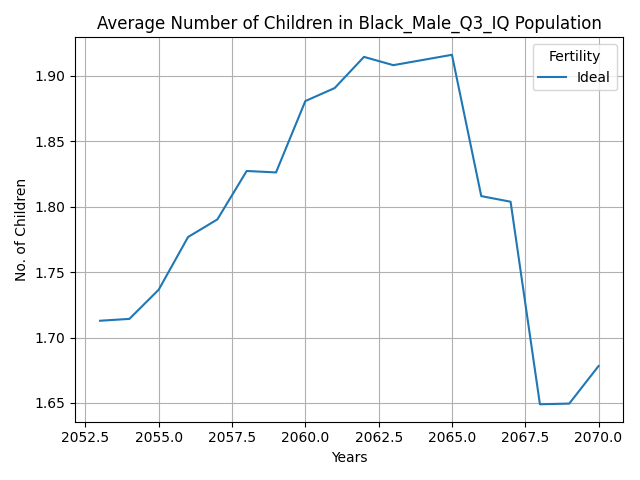 Average Number of Children in Black_Male_Q3_IQ Population
Fertility
Ideal
No. of Children
1.90
1.85
1.80
1.75
1.70
1.65
2052.5 2055.0 2057.5 2060.0 2062.5 2065.0 2067.5 2070.0
Years